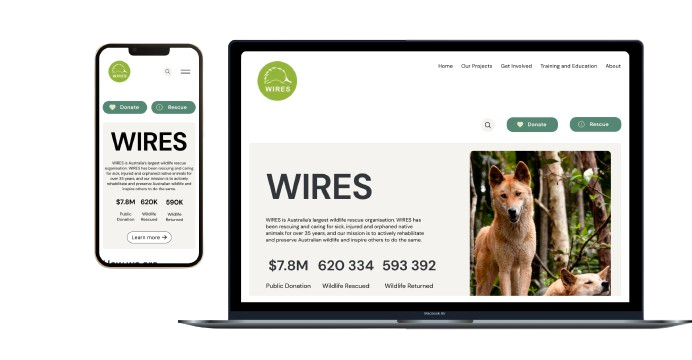 WIRES
Donate
Rescue
WIRES
WIRES is Australia's largest wildlife rescue
organisation. WIRES has been rescuing and caring
for sick, injured and orphaned native animals for
over 35 years, and our mission is to actively
rehabilitate and preserve Australian wildlife and
inspire others to do the same.
$7.8M 620K 590K
Public Wildlife Wildlife
Donation Rescued Returned
Learn more →
WIRES
Home Our Projects Get Involved Training and Education About
Donate Rescue
WIRES
WIRES is Australia's largest wildlife rescue organisation. WIRES has
been rescuing and caring for sick, injured and orphaned native
animals for over 35 years, and our mission is to actively rehabilitate
and preserve Australian wildlife and inspire others to do the same.
$7.8M 620 334 593 392
Public Donation Wildlife Rescued Wildlife Returned
Macbook Air